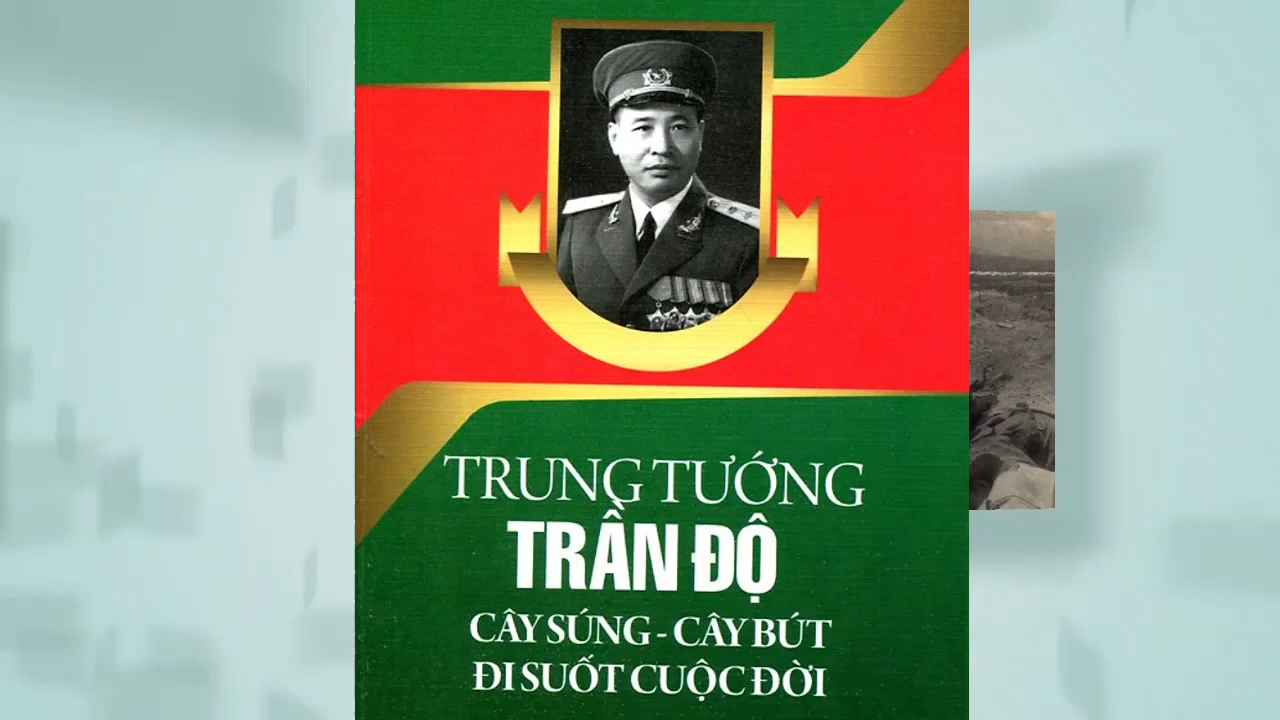 TRUNG TƯỚNG
TRẦN ĐỘ
CÂY SÚNG - CÂY BÚT
ĐI SUỐT CUỘC ĐỜI